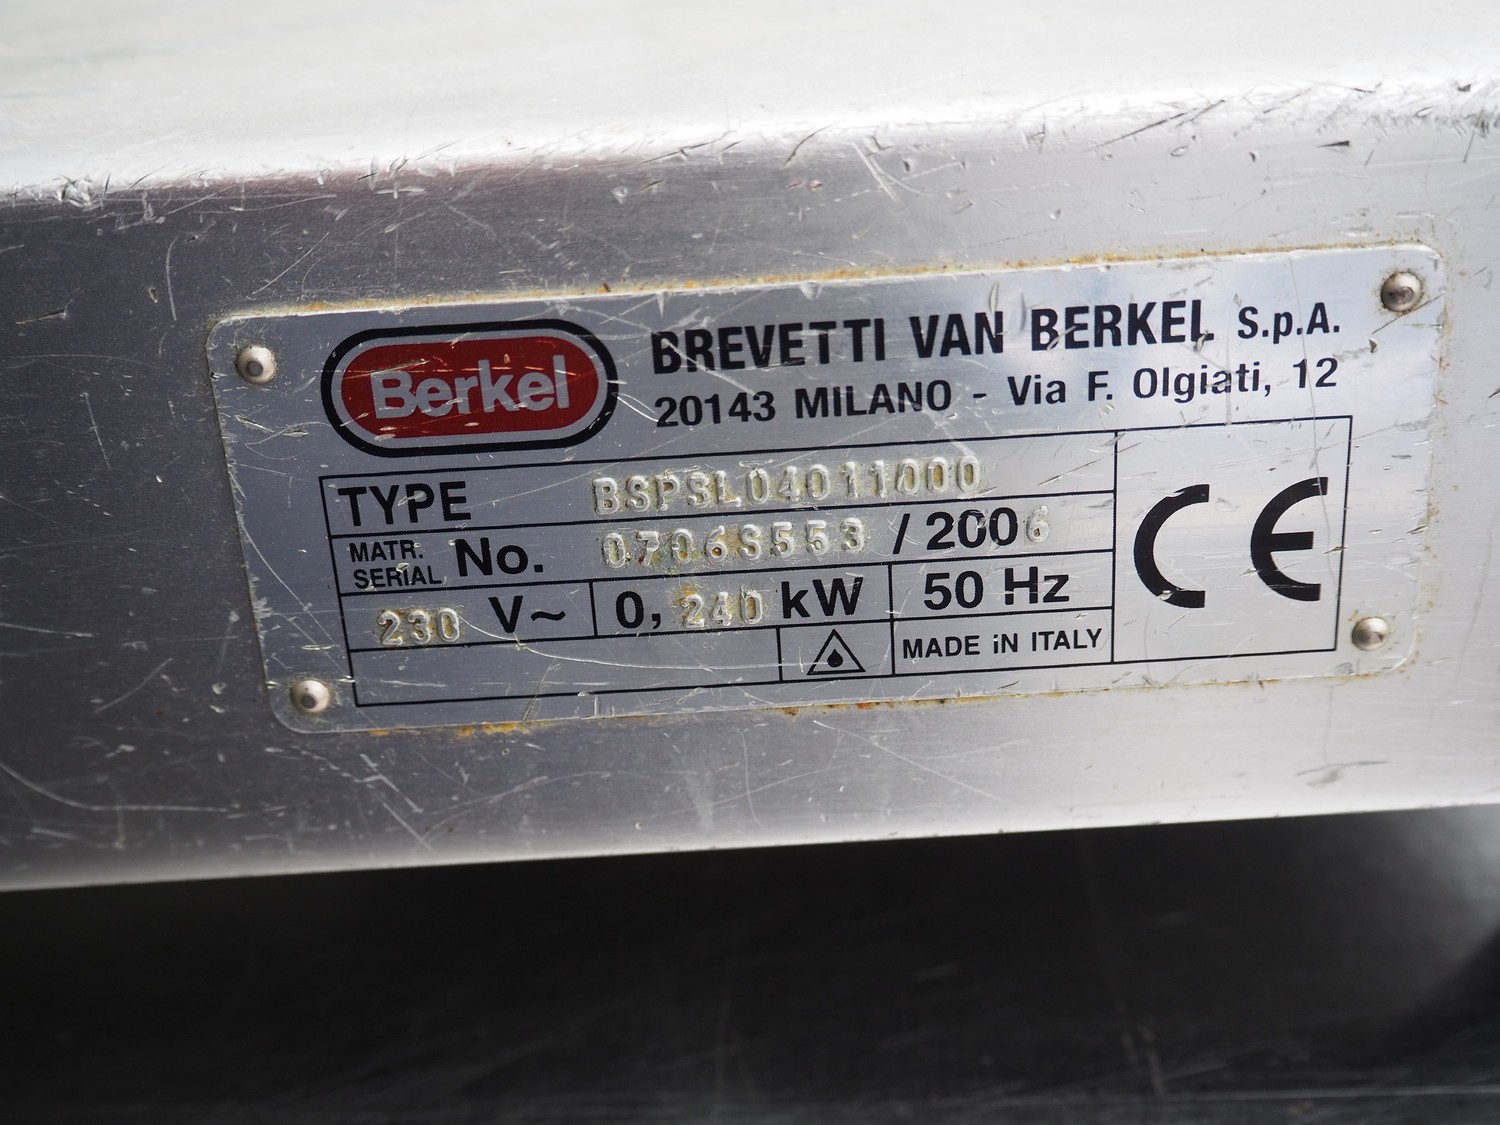 Berkel
BREVETTI VAN BERKEL S.p.A.
20143 MILANO - Via F. Olgiati, 12
TYPE BSPSL04011000
MATR. SERIAL No. 0706S553 / 2006
230 V~ 0, 240 kW 50 Hz
MADE iN ITALY
CE